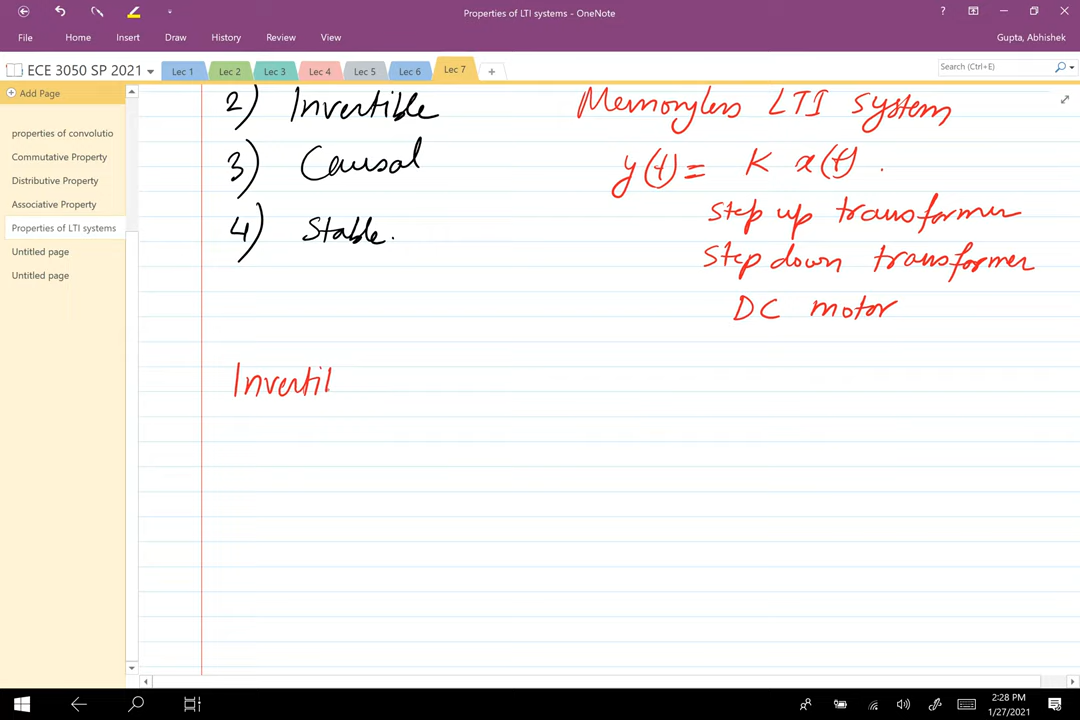 Properties of LTI systems - OneNote
? Gupta, Abhishek
File Home Insert Draw History Review View
ECE 3050 SP 2021 Lec 1 Lec 2 Lec 3 Lec 4 Lec 5 Lec 6 Lec 7 +
Search (Ctrl+E)
Add Page
properties of convolutio
Commutative Property
Distributive Property
Associative Property
Properties of LTI systems
Untitled page
Untitled page
2) Invertible
3) Causal
4) Stable.
Memoryless LTI system
y(t) = K x(t).
Step up transformer
Step down transformer
DC motor
Invertil
2:28 PM
1/27/2021